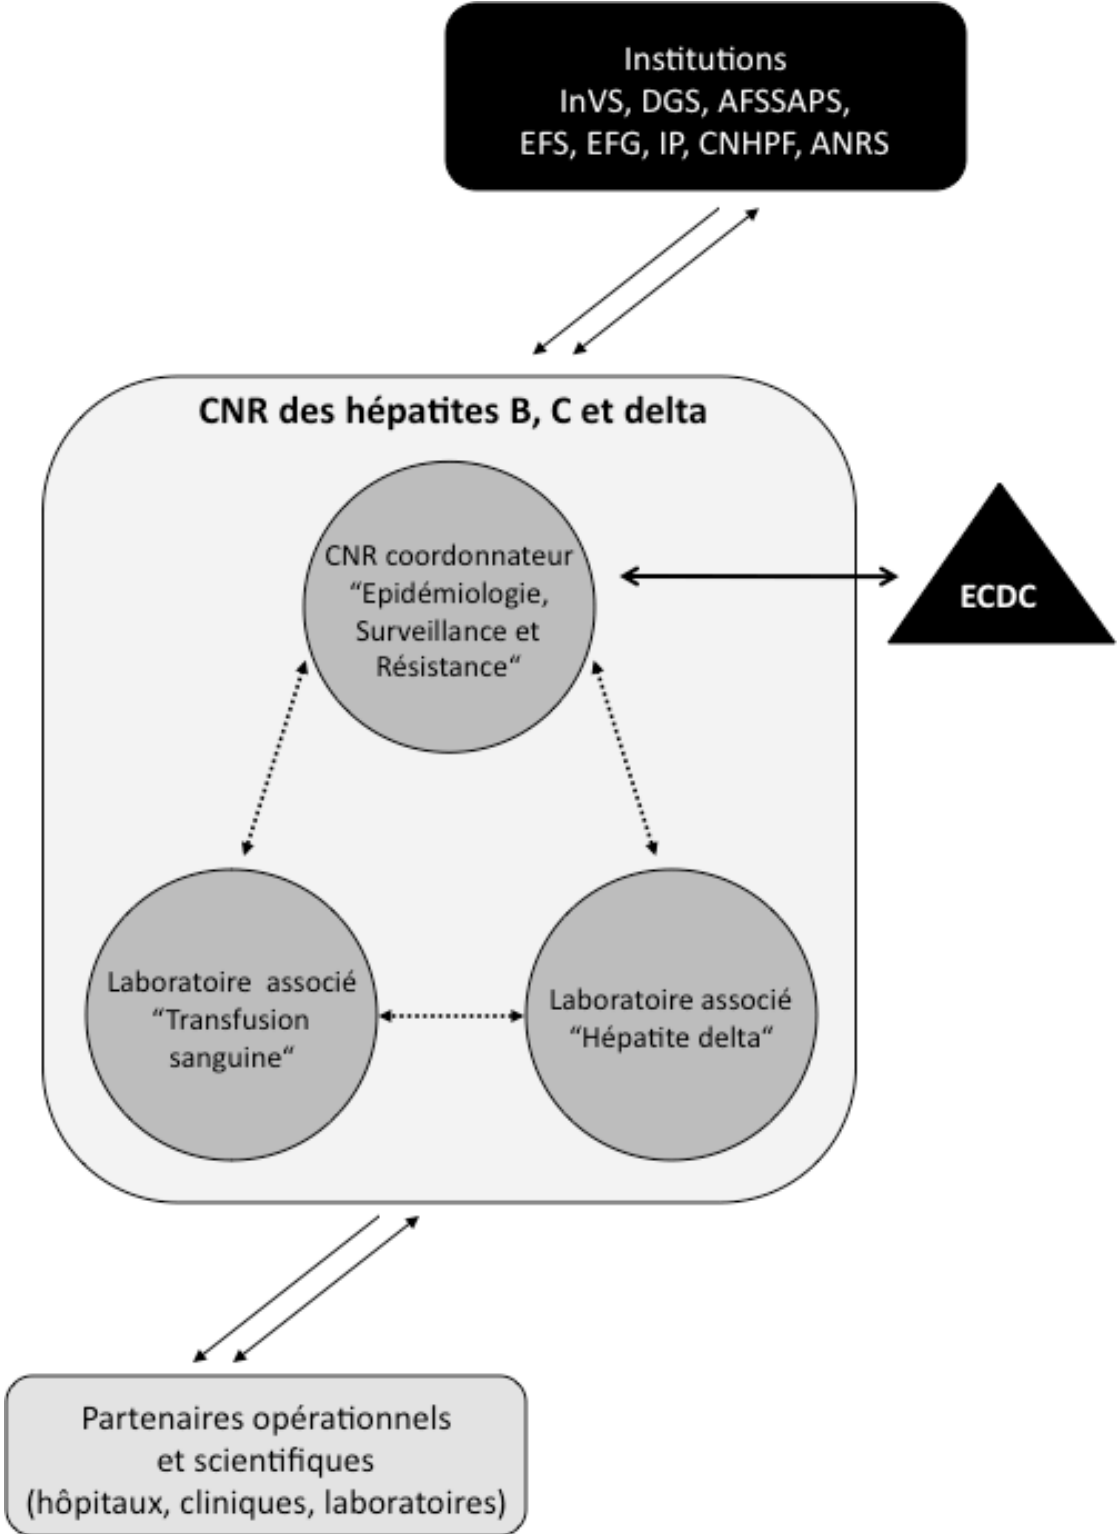 Institutions
InVS, DGS, AFSSAPS,
EFS, EFG, IP, CNHPF, ANRS
CNR des hépatites B, C et delta
CNR coordonnateur
“Epidémiologie,
Surveillance et
Résistance“
ECDC
Laboratoire associé
“Transfusion
sanguine“
Laboratoire associé
“Hépatite delta“
Partenaires opérationnels
et scientifiques
(hôpitaux, cliniques, laboratoires)